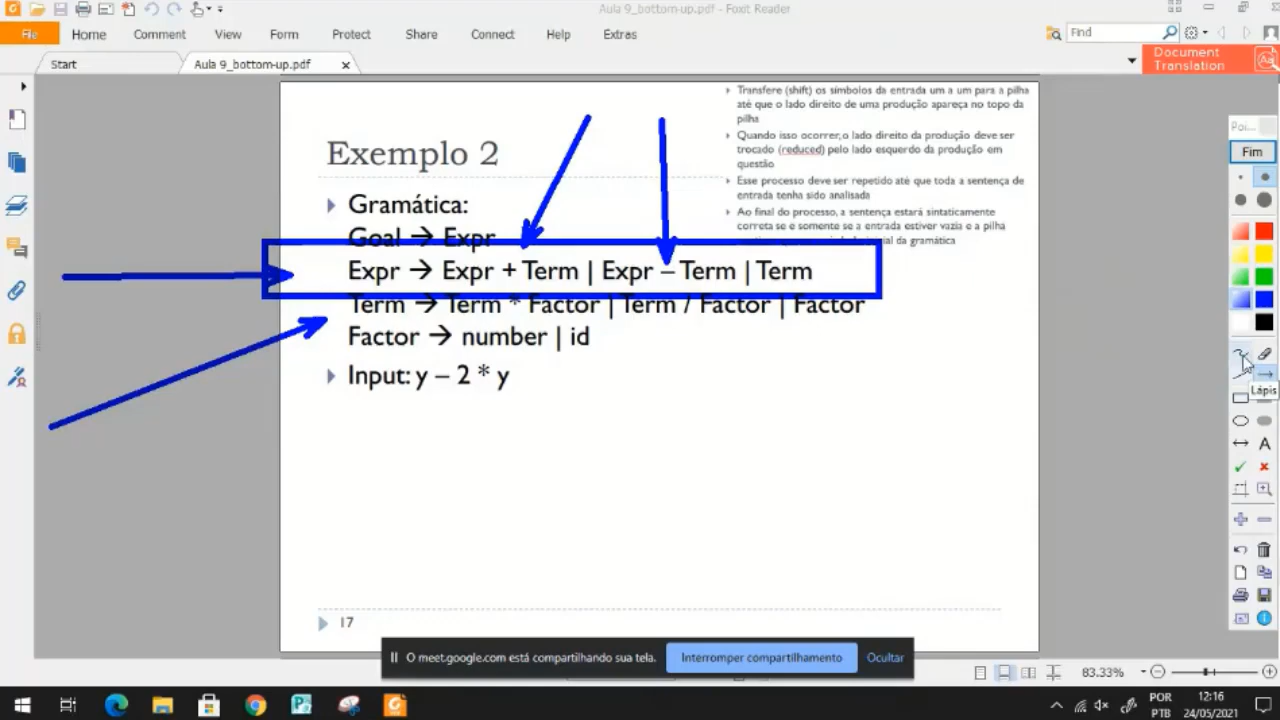 Aula 9_bottom-up.pdf - Foxit Reader
File Home Comment View Form Protect Share Connect Help Extras
Find
Start
Aula 9_bottom-up.pdf
Document
Translation
Transfere (shift) os símbolos da entrada um a um para a pilha
até que o lado direito de uma produção apareça no topo da
pilha
Quando isso ocorrer, o lado direito da produção deve ser
trocado (reduced) pelo lado esquerdo da produção em
questão
Esse processo deve ser repetido até que toda a sentença de
entrada tenha sido analisada
Ao final do processo, a sentença estará sintaticamente
correta se e somente se a entrada estiver vazia e a pilha
da gramática
Exemplo 2
Gramática:
Goal → Expr
Expr → Expr + Term | Expr – Term | Term
Term → Term * Factor | Term / Factor | Factor
Factor → number | id
Input: y – 2 * y
17
Poi...
Fim
Lápis
A
O meet.google.com está compartilhando sua tela.
Interromper compartilhamento
Ocultar
83.33%
POR
PTB
12:16
24/05/2021